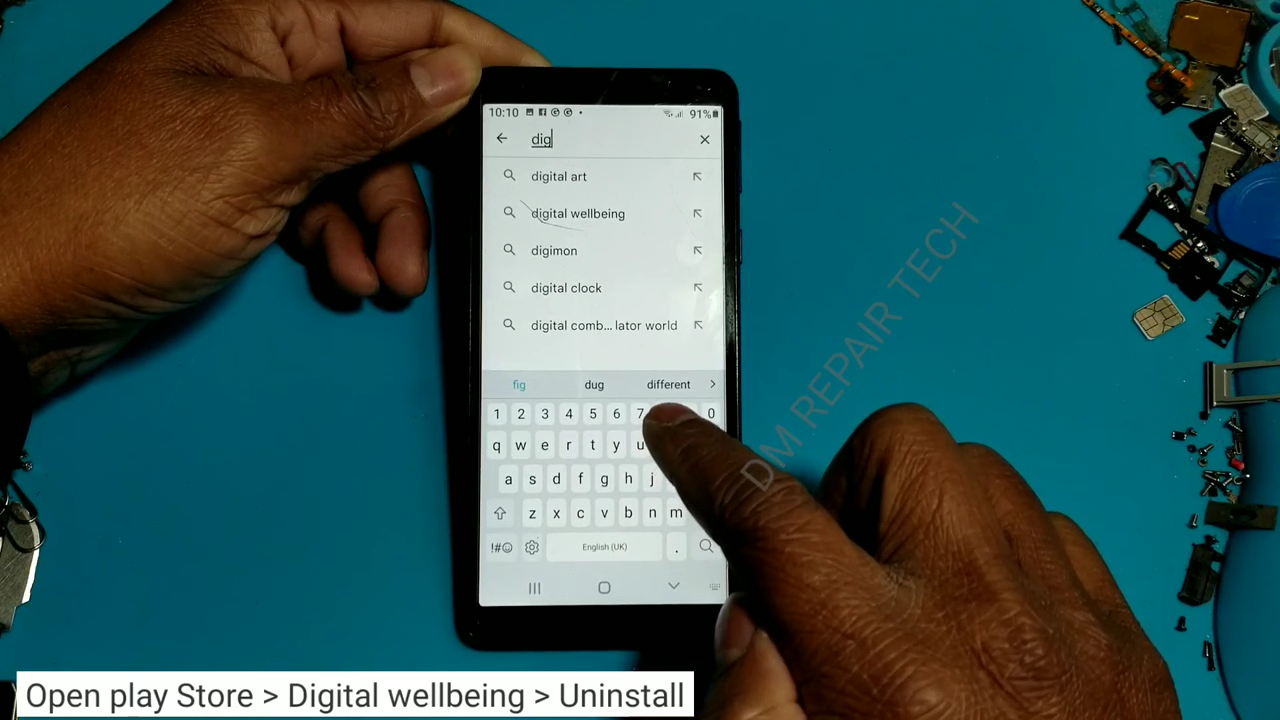 10:10 91%
dig
digital art
digital wellbeing
digimon
digital clock
digital comb... lator world
fig dug different
1 2 3 4 5 6 7 0
q w e r t y u
a s d f g h j
z x c v b n m
!#☺ English (UK) .
DM REPAIR TECH
Open play Store > Digital wellbeing > Uninstall